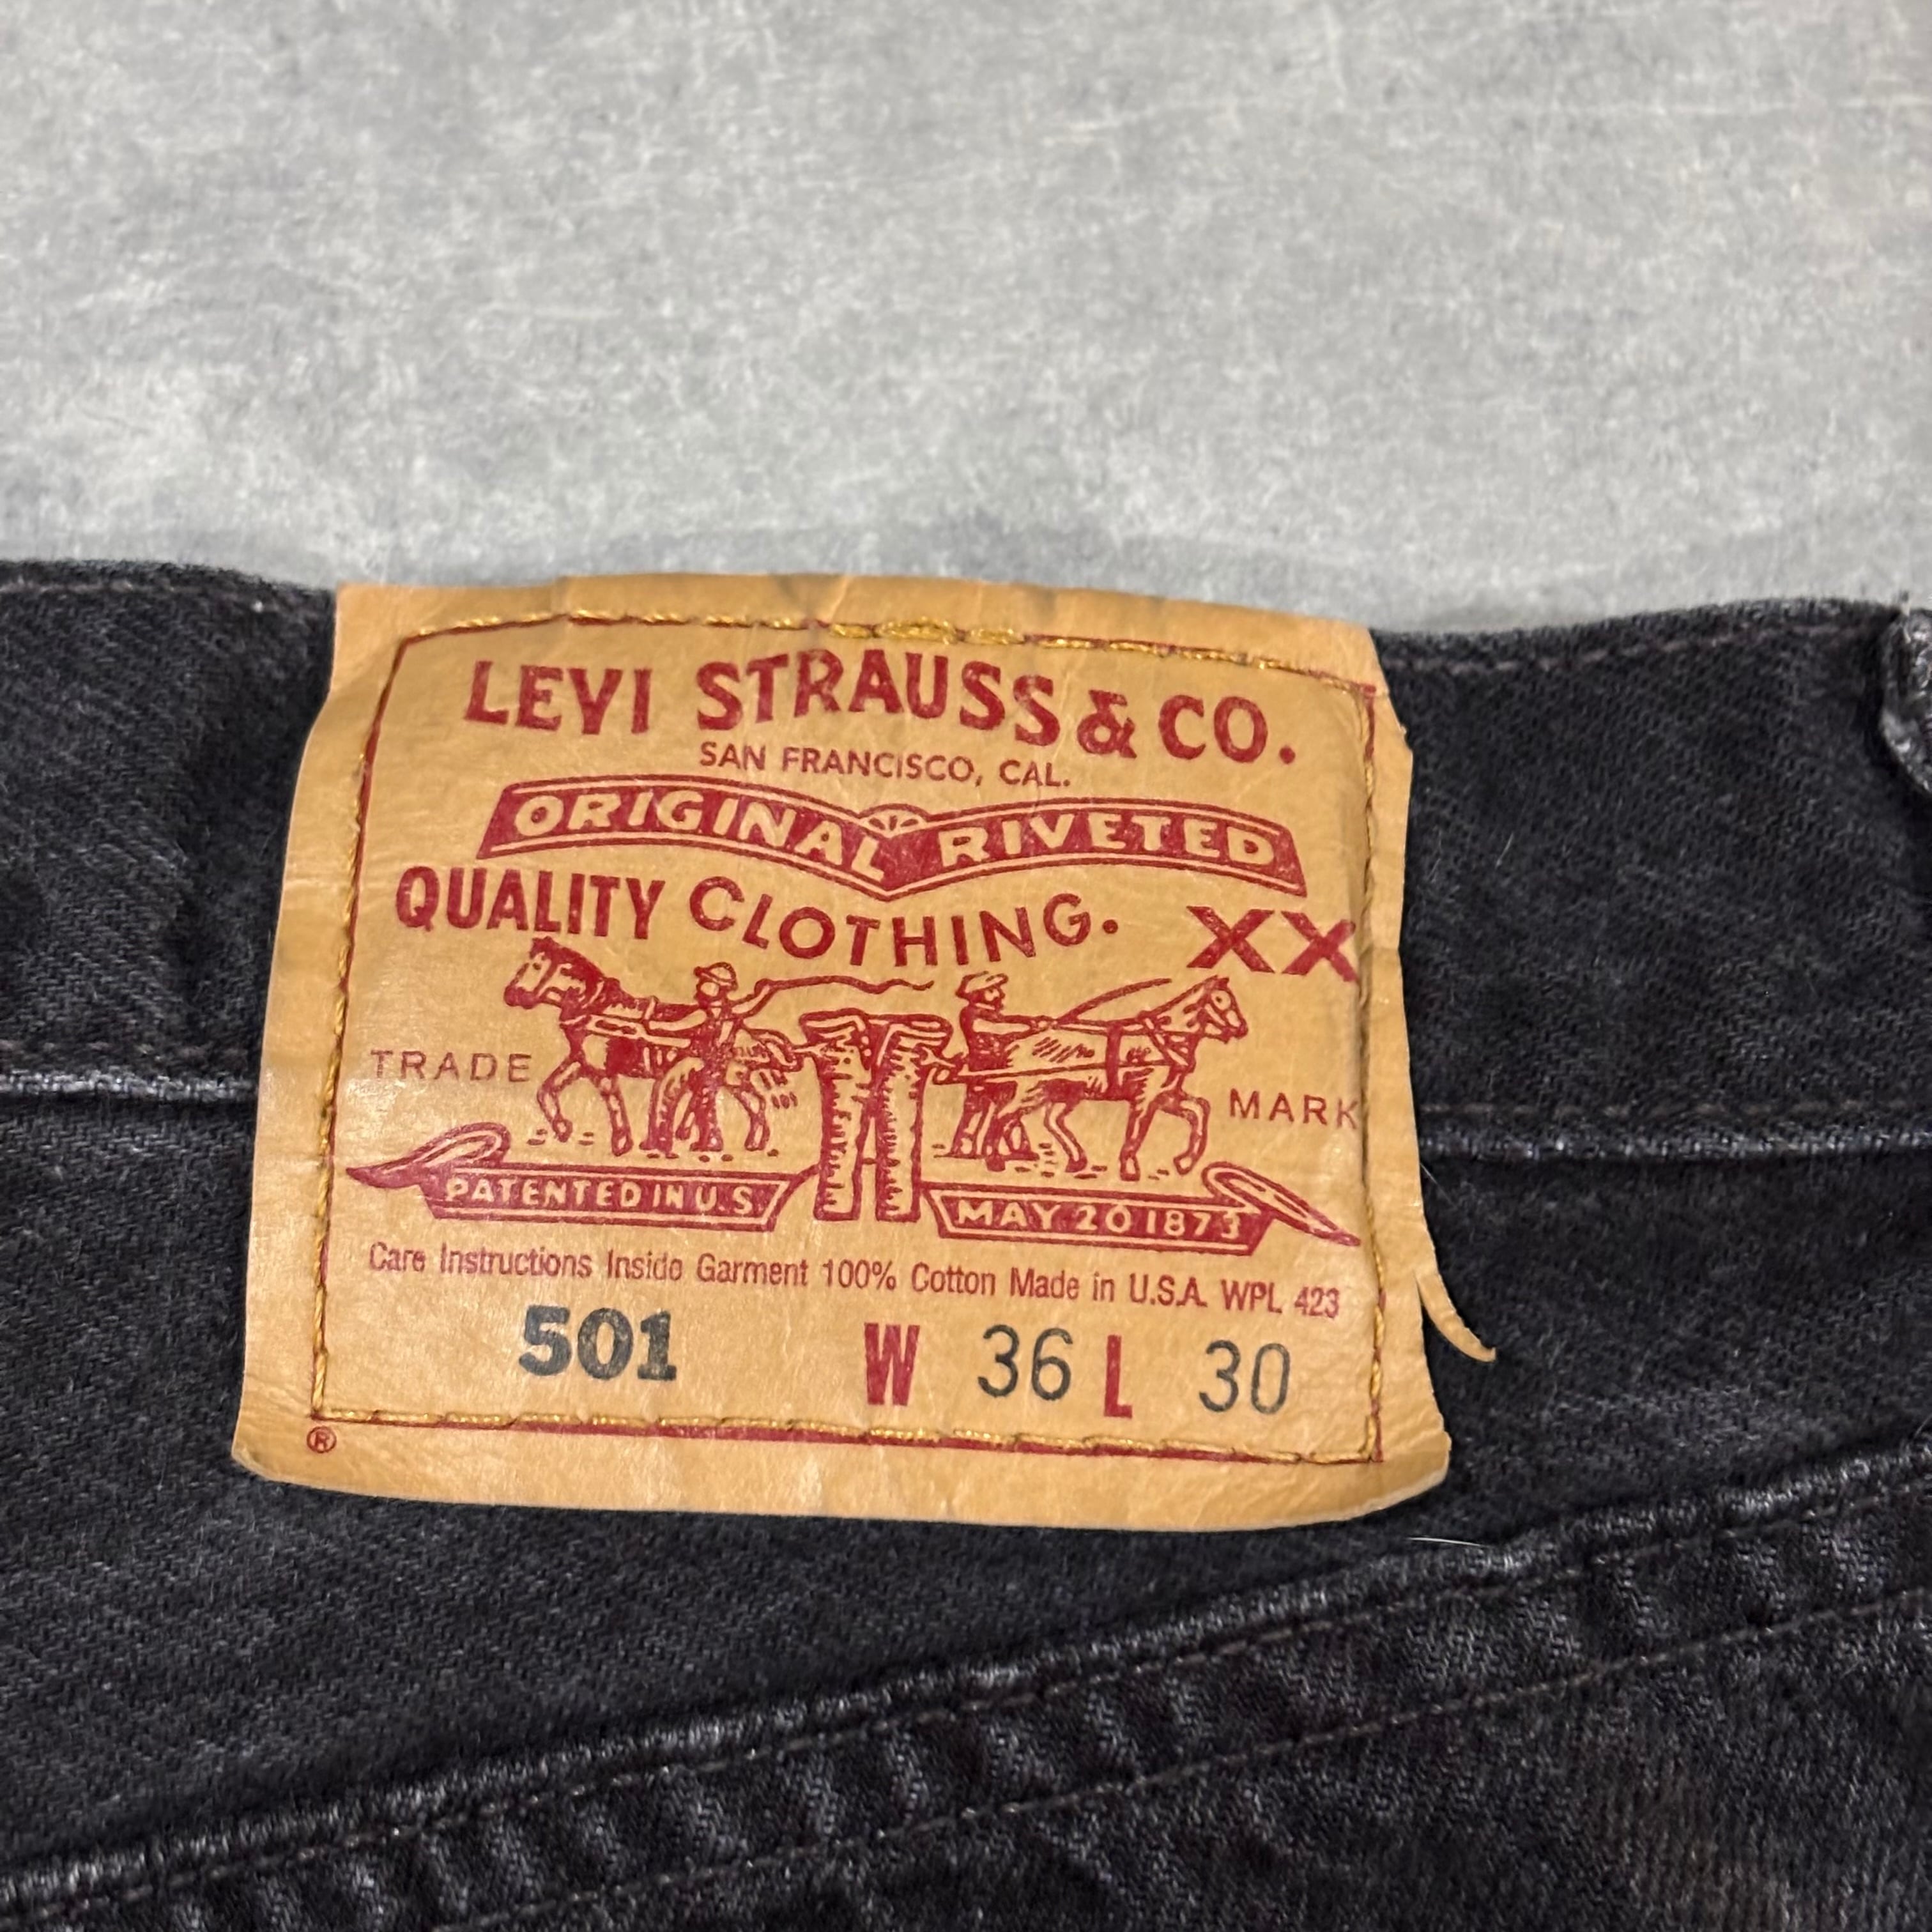 LEVI STRAUSS & CO.
SAN FRANCISCO, CAL.
ORIGINAL RIVETED
QUALITY CLOTHING. XX
TRADE MARK
PATENTED IN U.S. MAY 20 1873
Care Instructions Inside Garment 100% Cotton Made in U.S.A. WPL 423
501 W 36 L 30
®